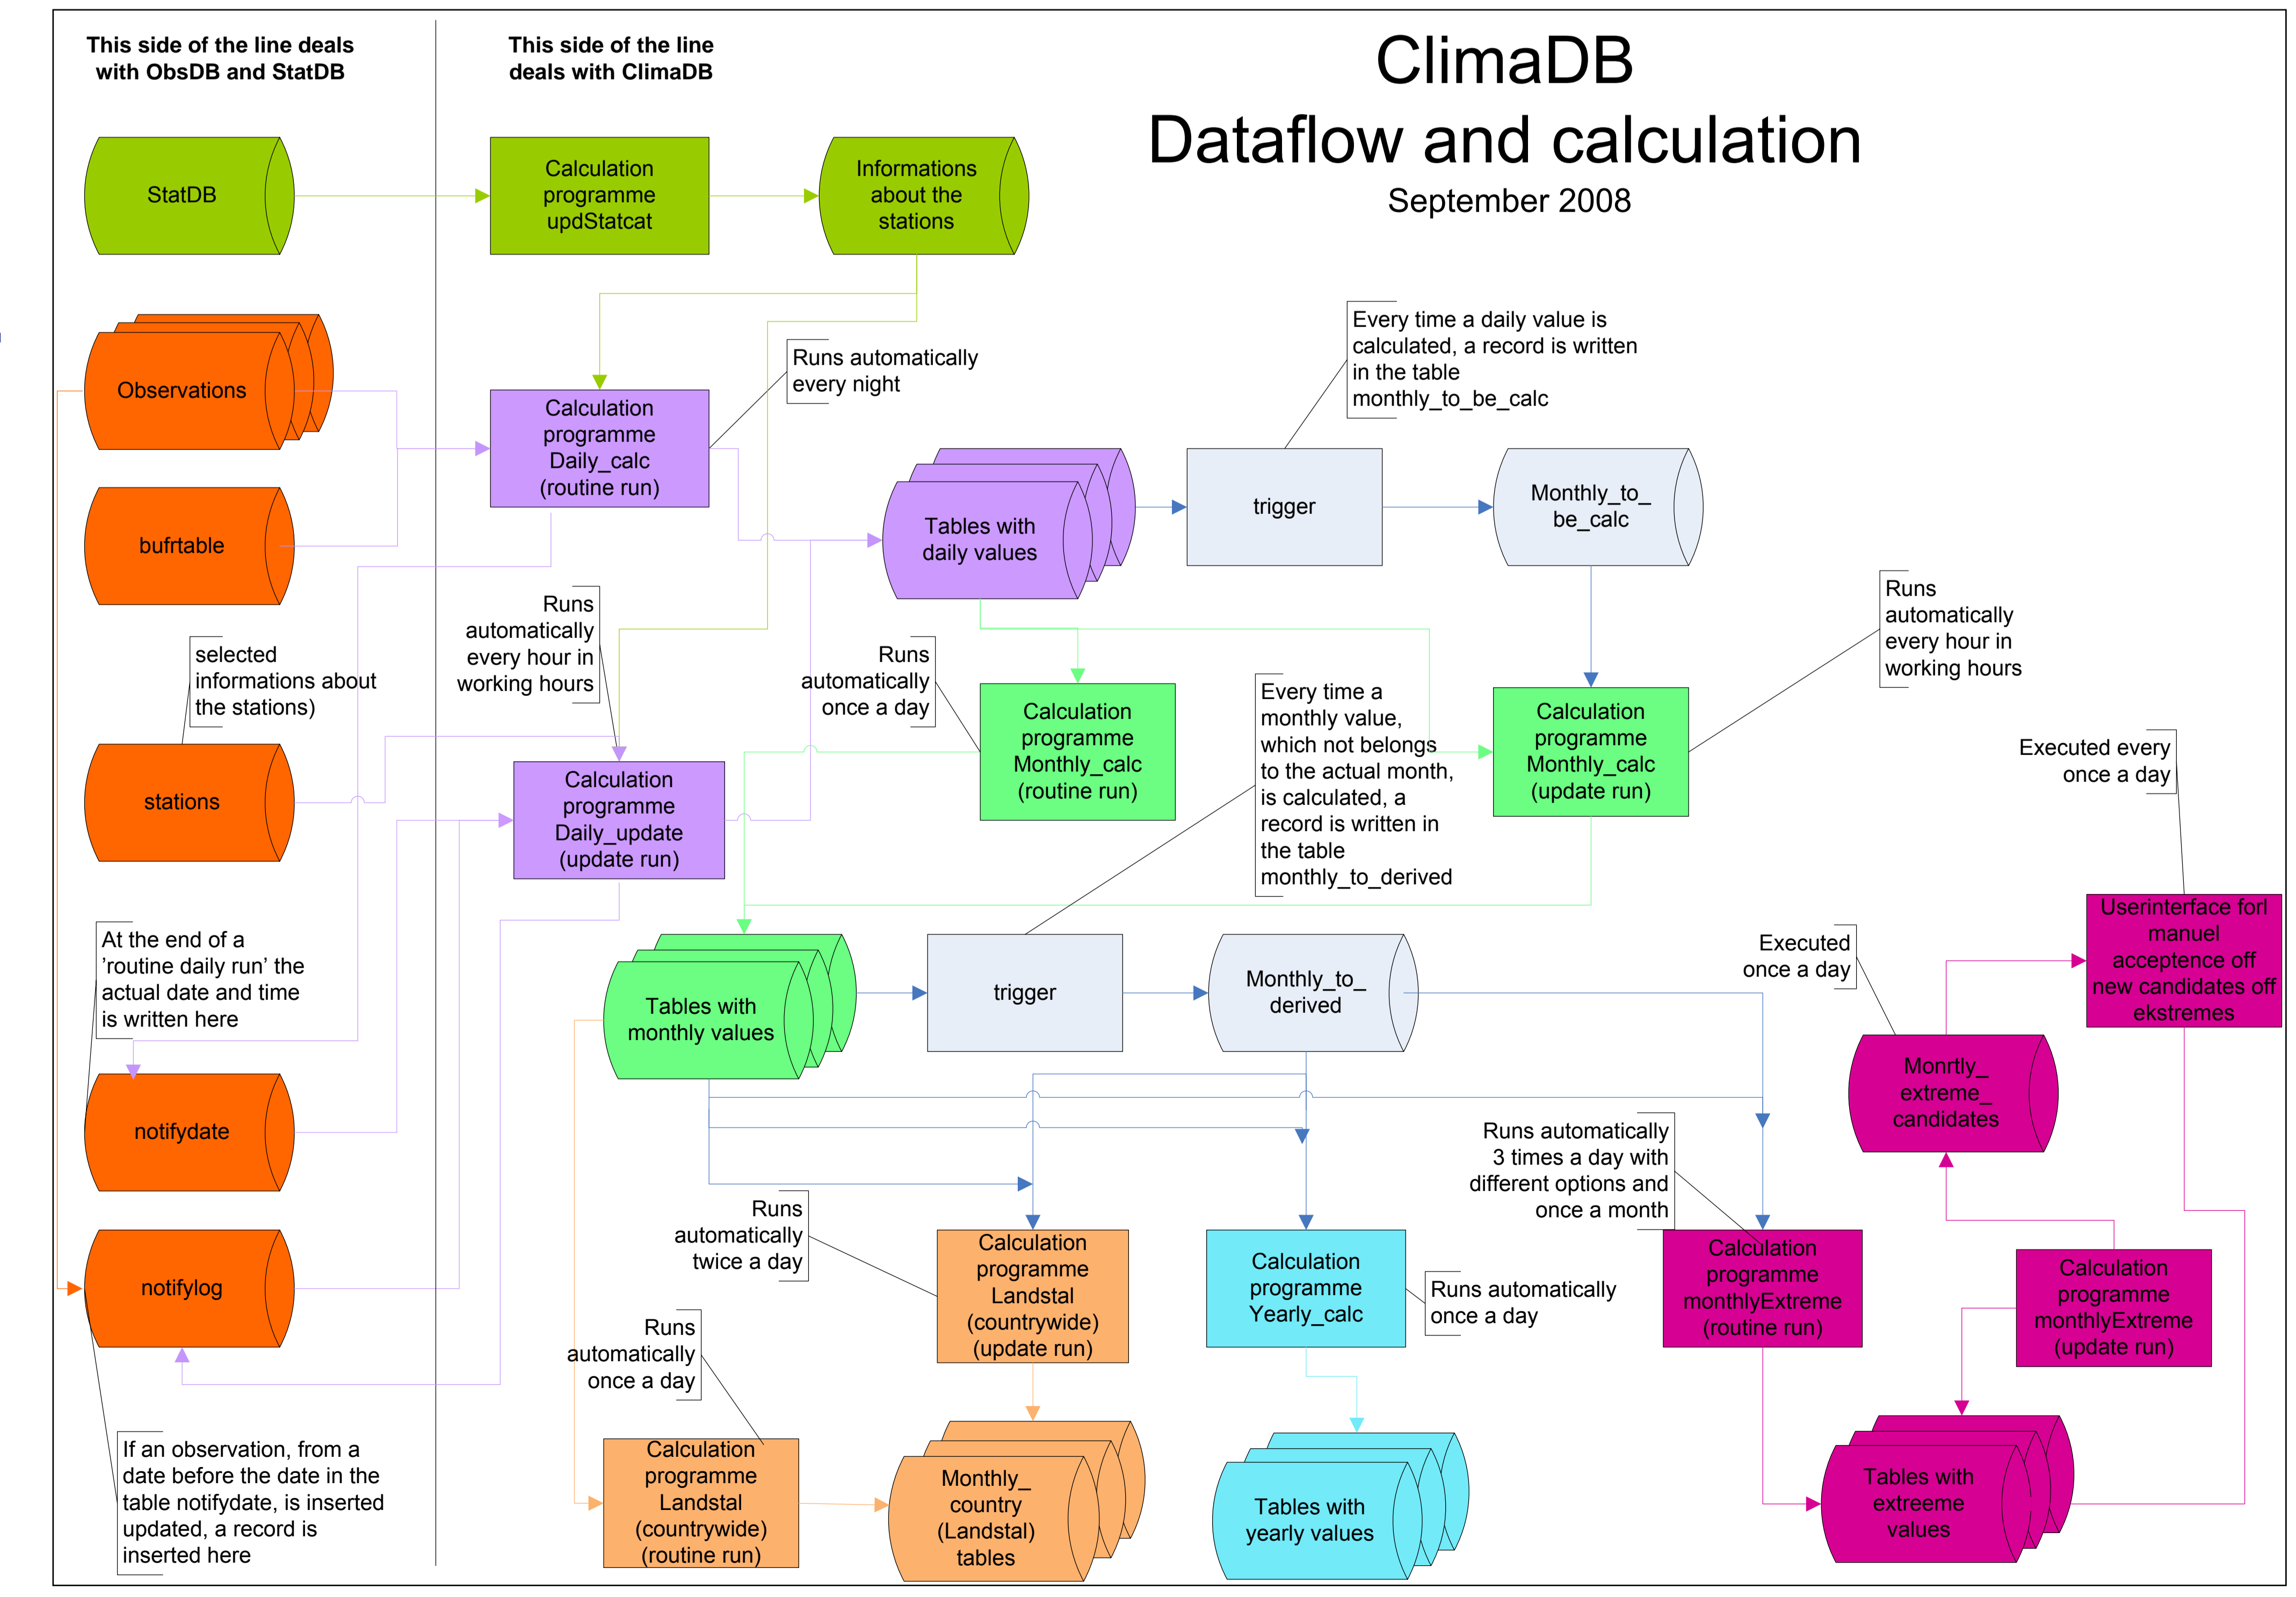 This side of the line deals
with ObsDB and StatDB
This side of the line
deals with ClimaDB
ClimaDB
Dataflow and calculation
September 2008
StatDB
Calculation
programme
updStatcat
Informations
about the
stations
Observations
Runs automatically
every night
Every time a daily value is
calculated, a record is written
in the table
monthly_to_be_calc
Calculation
programme
Daily_calc
(routine run)
bufrtable
Tables with
daily values
trigger
Monthly_to_
be_calc
Runs
automatically
every hour in
working hours
Runs
automatically
every hour in
working hours
selected
informations about
the stations)
Runs
automatically
once a day
Every time a
monthly value,
which not belongs
to the actual month,
is calculated, a
record is written in
the table
monthly_to_derived
Calculation
programme
Monthly_calc
(routine run)
Calculation
programme
Monthly_calc
(update run)
Executed every
once a day
stations
Calculation
programme
Daily_update
(update run)
At the end of a
’routine daily run’ the
actual date and time
is written here
Tables with
monthly values
trigger
Monthly_to_
derived
Executed
once a day
Userinterface forl
manuel
acceptence off
new candidates off
ekstremes
Monrtly_
extreme_
candidates
notifydate
Runs automatically
3 times a day with
different options and
once a month
Runs
automatically
twice a day
notifylog
Calculation
programme
Landstal
(countrywide)
(update run)
Calculation
programme
Yearly_calc
Runs automatically
once a day
Calculation
programme
monthlyExtreme
(routine run)
Calculation
programme
monthlyExtreme
(update run)
Runs
automatically
once a day
If an observation, from a
date before the date in the
table notifydate, is inserted
updated, a record is
inserted here
Calculation
programme
Landstal
(countrywide)
(routine run)
Monthly_
country
(Landstal)
tables
Tables with
yearly values
Tables with
extreeme
values